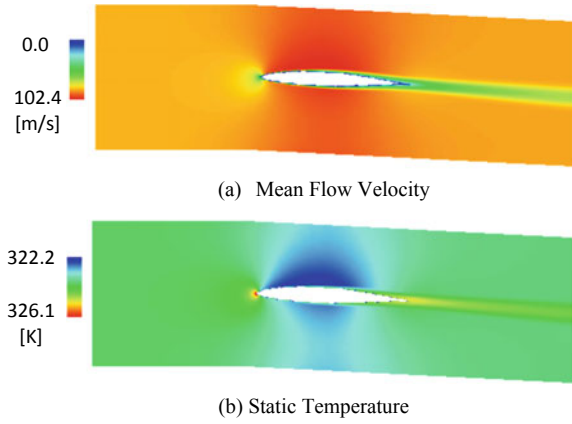 0.0
102.4
[m/s]
(a) Mean Flow Velocity
322.2
326.1
[K]
(b) Static Temperature